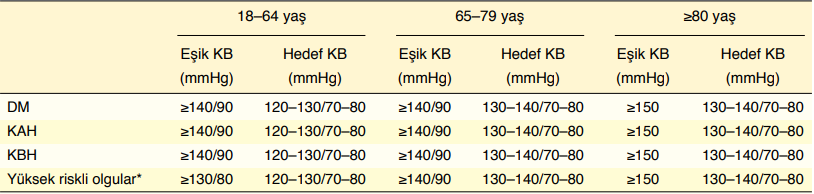 18–64 yaş 65–79 yaş ≥80 yaş
Eşik KB Hedef KB Eşik KB Hedef KB Eşik KB Hedef KB
(mmHg) (mmHg) (mmHg) (mmHg) (mmHg) (mmHg)
DM ≥140/90 120–130/70–80 ≥140/90 130–140/70–80 ≥150 130–140/70–80
KAH ≥140/90 120–130/70–80 ≥140/90 130–140/70–80 ≥150 130–140/70–80
KBH ≥140/90 130–140/70–80 ≥140/90 130–140/70–80 ≥150 130–140/70–80
Yüksek riskli olgular* ≥130/80 120–130/70–80 ≥140/90 130–140/70–80 ≥150 130–140/70–80